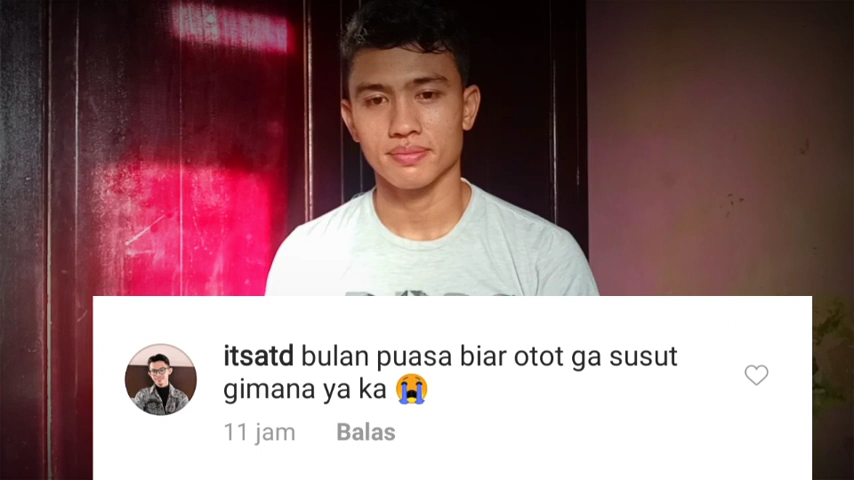 itsatd bulan puasa biar otot ga susut
gimana ya ka 😭
11 jam Balas